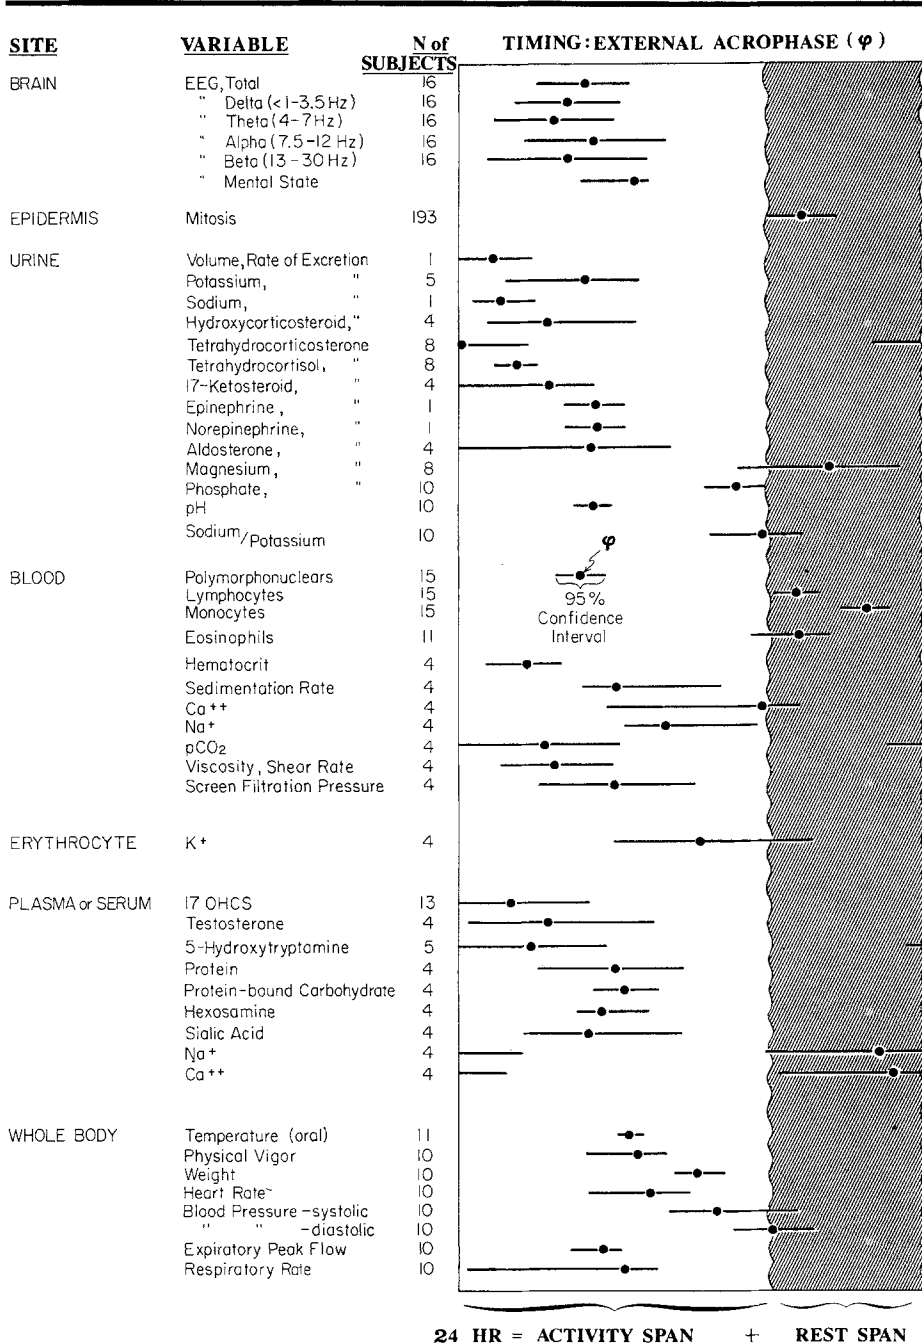 SITE VARIABLE N of SUBJECTS TIMING: EXTERNAL ACROPHASE (φ)
BRAIN EEG, Total 16
" Delta (<1-3.5 Hz) 16
" Theta (4-7 Hz) 16
" Alpha (7.5-12 Hz) 16
" Beta (13-30 Hz) 16
" Mental State
EPIDERMIS Mitosis 193
URINE Volume, Rate of Excretion 1
Potassium, " 5
Sodium, " 1
Hydroxycorticosteroid, " 4
Tetrahydrocorticosterone 8
Tetrahydrocortisol, " 8
17-Ketosteroid, " 4
Epinephrine, " 1
Norepinephrine, " 1
Aldosterone, " 4
Magnesium, " 8
Phosphate, " 10
pH 10
Sodium/Potassium 10
φ
BLOOD Polymorphonuclears 15
Lymphocytes 15
Monocytes 15
95%
Confidence
Interval
Eosinophils 11
Hematocrit 4
Sedimentation Rate 4
Ca++ 4
Na+ 4
pCO2 4
Viscosity, Shear Rate 4
Screen Filtration Pressure 4
ERYTHROCYTE K+ 4
PLASMA or SERUM 17 OHCS 13
Testosterone 4
5-Hydroxytryptamine 5
Protein 4
Protein-bound Carbohydrate 4
Hexosamine 4
Sialic Acid 4
Na+ 4
Ca++ 4
WHOLE BODY Temperature (oral) 11
Physical Vigor 10
Weight 10
Heart Rate 10
Blood Pressure -systolic 10
" " -diastolic 10
Expiratory Peak Flow 10
Respiratory Rate 10
24 HR = ACTIVITY SPAN + REST SPAN